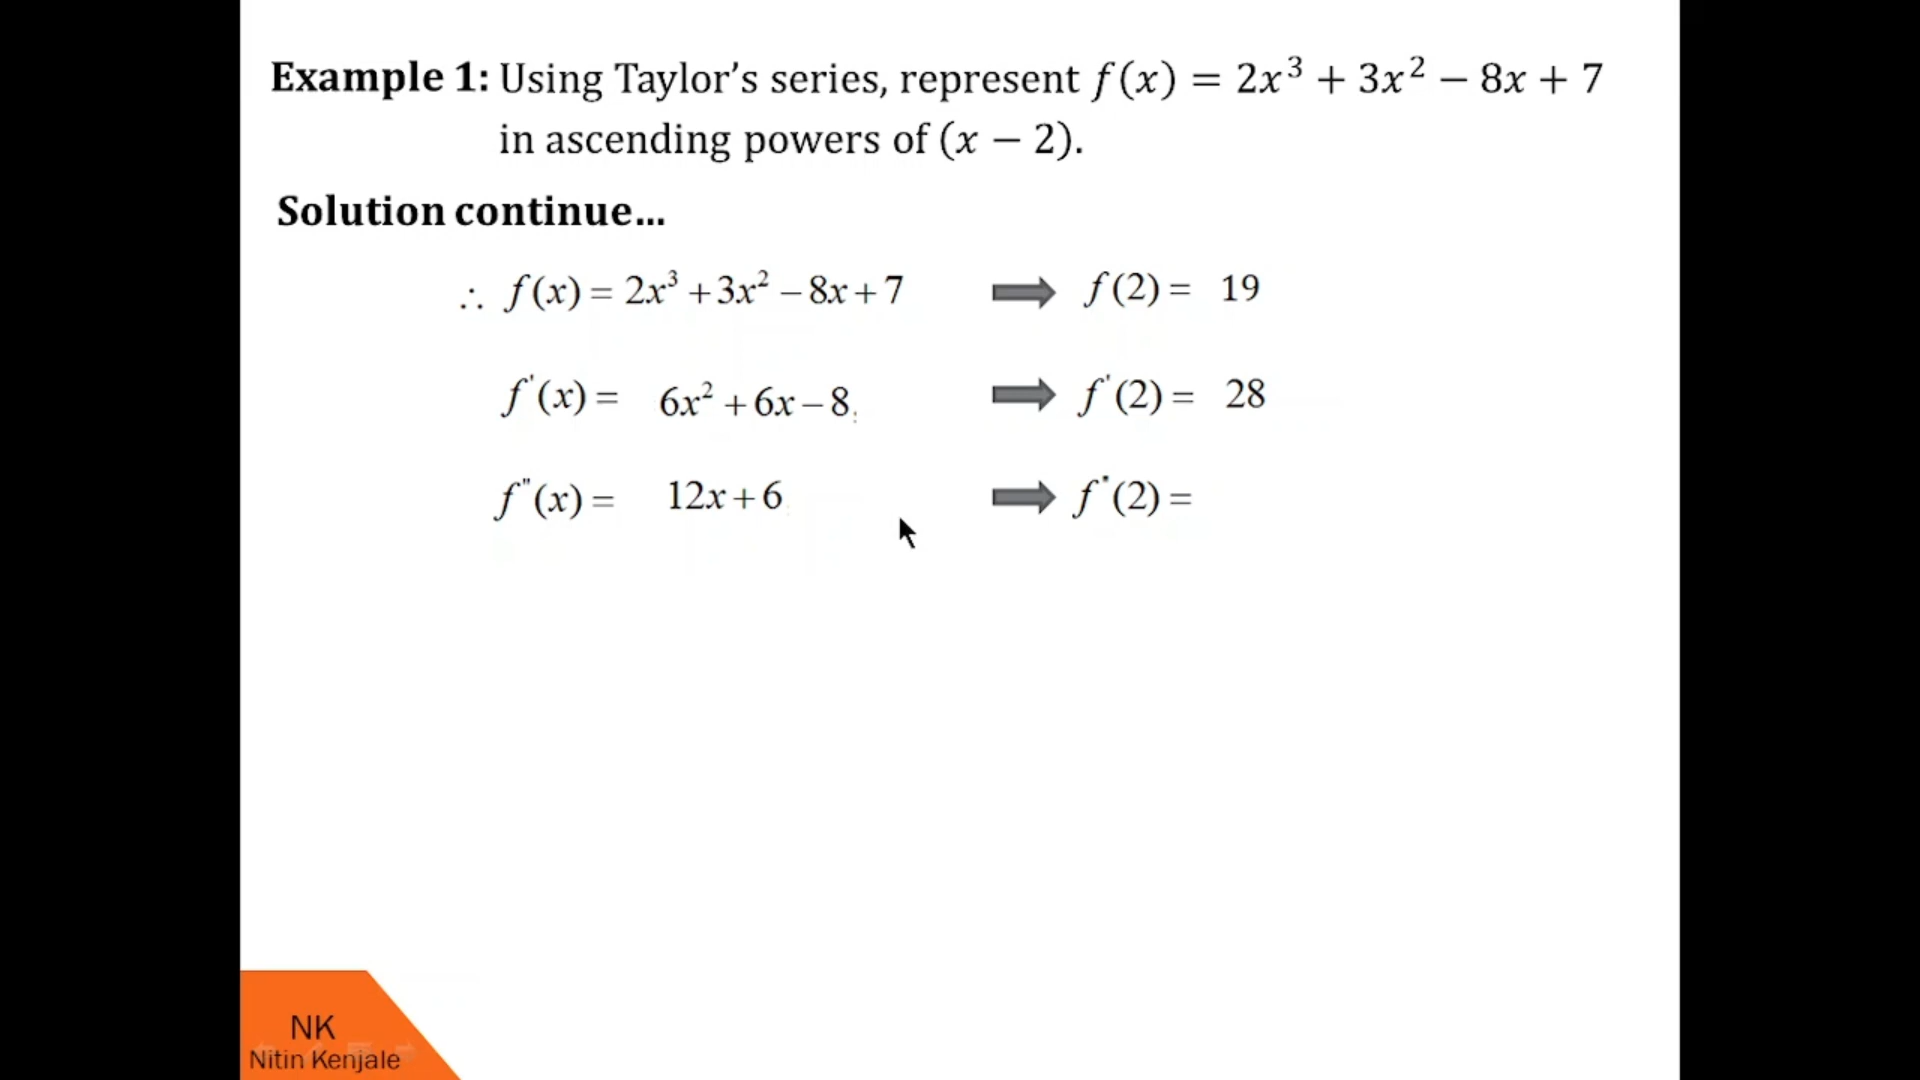 Example 1: Using Taylor’s series, represent f(x) = 2x³ + 3x² − 8x + 7
in ascending powers of (x − 2).
Solution continue...
∴ f(x) = 2x³ + 3x² − 8x + 7 ⇒ f(2) = 19
f'(x) = 6x² + 6x − 8 ⇒ f'(2) = 28
f"(x) = 12x + 6 ⇒ f"(2) =
NK
Nitin Kenjale